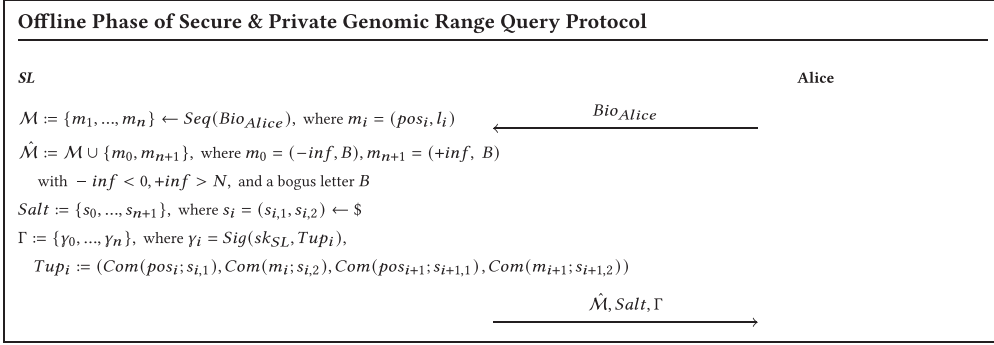 Offline Phase of Secure & Private Genomic Range Query Protocol
SL
Alice
M := {m_1, ..., m_n} ← Seq(Bio_Alice), where m_i = (pos_i, l_i)
Bio_Alice
M̂ := M ∪ {m_0, m_{n+1}}, where m_0 = (−inf, B), m_{n+1} = (+inf, B)
with − inf < 0, +inf > N, and a bogus letter B
Salt := {s_0, ..., s_{n+1}}, where s_i = (s_{i,1}, s_{i,2}) ← $
Γ := {γ_0, ..., γ_n}, where γ_i = Sig(sk_SL, Tup_i),
Tup_i := (Com(pos_i; s_{i,1}), Com(m_i; s_{i,2}), Com(pos_{i+1}; s_{i+1,1}), Com(m_{i+1}; s_{i+1,2}))
M̂, Salt, Γ